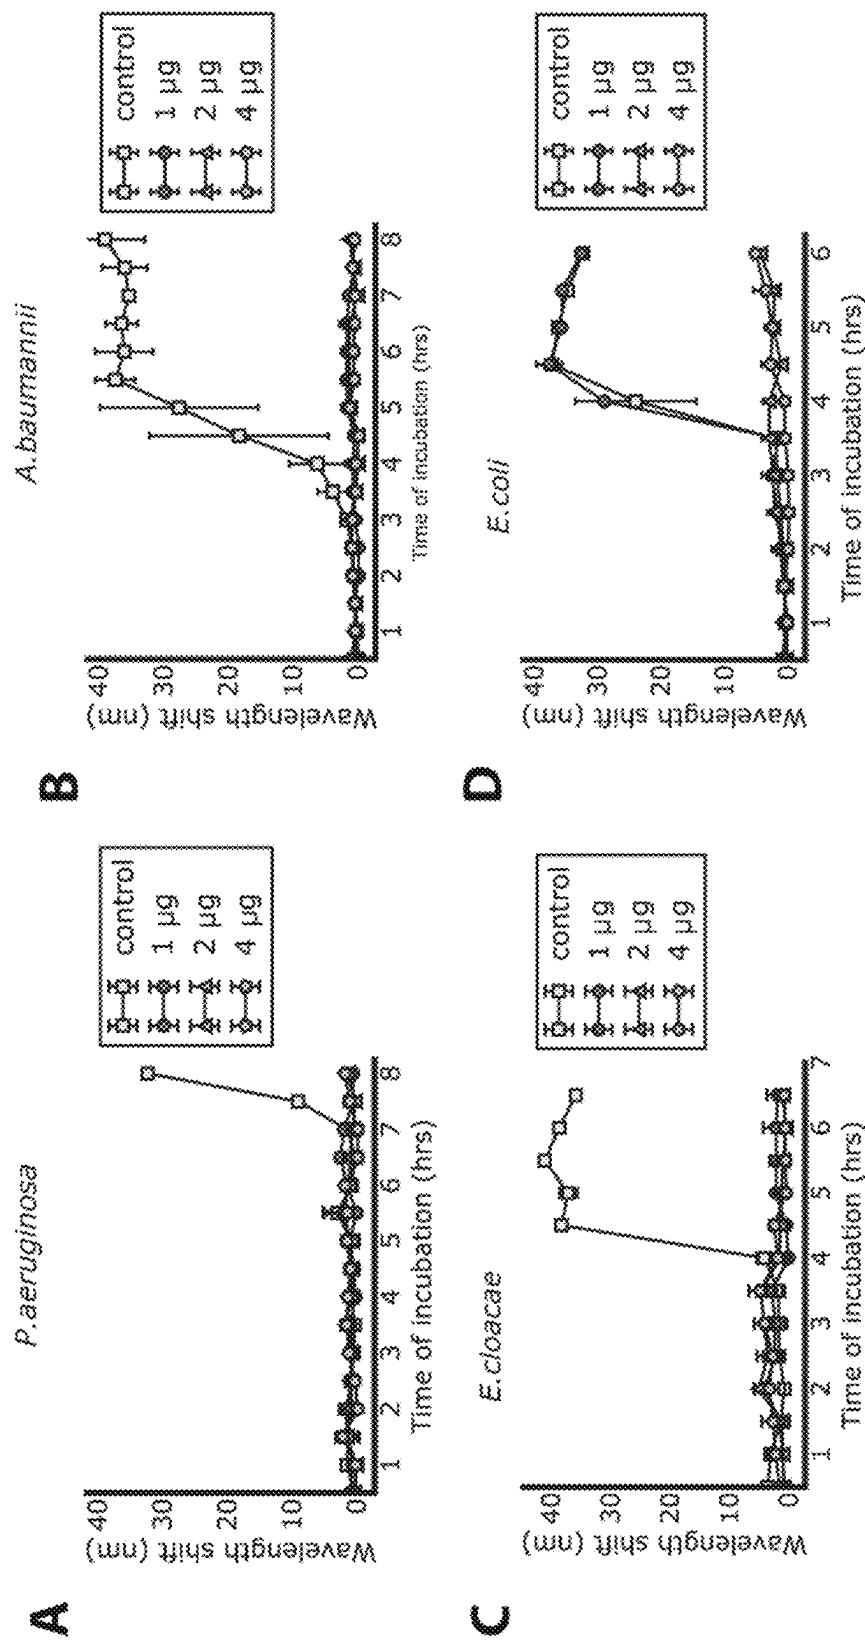 A
P.aeruginosa
Wavelength shift (nm)
40
30
20
10
0
1 2 3 4 5 6 7 8
Time of incubation (hrs)
control
1 µg
2 µg
4 µg
B
A.baumannii
Wavelength shift (nm)
40
30
20
10
0
1 2 3 4 5 6 7 8
Time of incubation (hrs)
control
1 µg
2 µg
4 µg
C
E.cloacae
Wavelength shift (nm)
40
30
20
10
0
1 2 3 4 5 6 7
Time of incubation (hrs)
control
1 µg
2 µg
4 µg
D
E.coli
Wavelength shift (nm)
40
30
20
10
0
1 2 3 4 5 6
Time of incubation (hrs)
control
1 µg
2 µg
4 µg